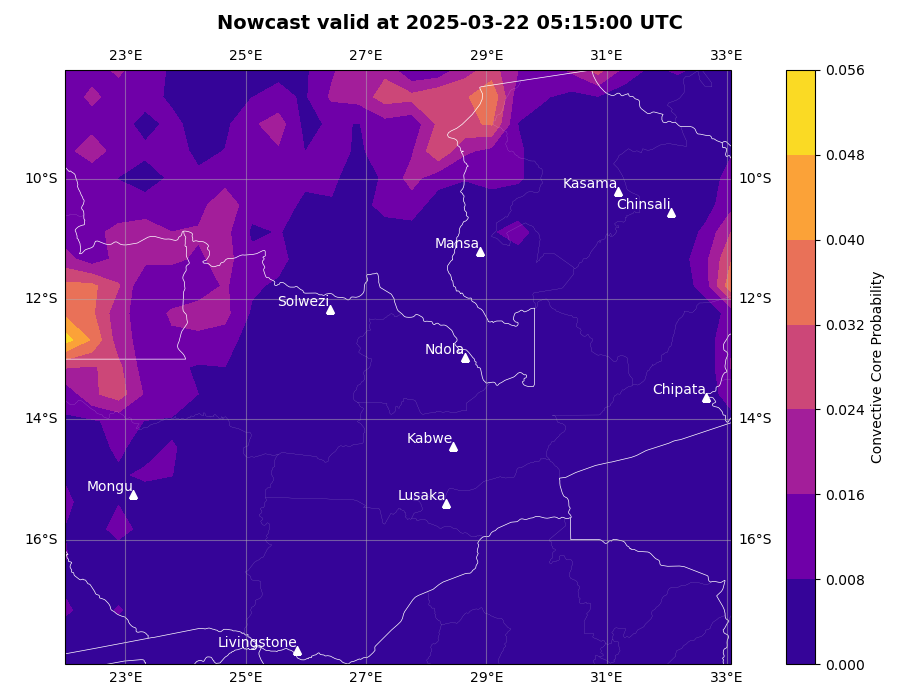 Nowcast valid at 2025-03-22 05:15:00 UTC
23°E 25°E 27°E 29°E 31°E 33°E
0.056
0.048
10°S 10°S
Kasama
Chinsali
0.040
Mansa
12°S 12°S
Solwezi
0.032
Ndola
Chipata
0.024
14°S 14°S
Kabwe
Mongu
Lusaka
0.016
16°S 16°S
0.008
Livingstone
0.000
23°E 25°E 27°E 29°E 31°E 33°E
Convective Core Probability